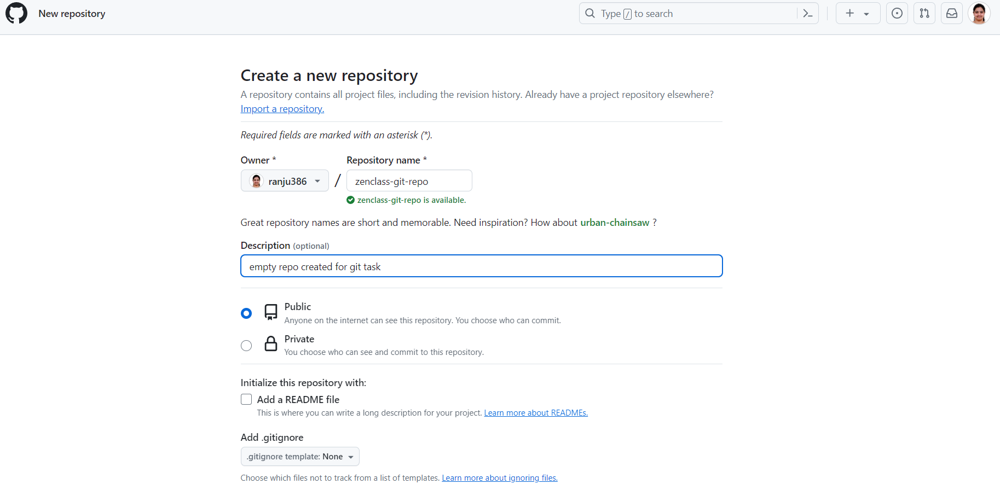 New repository
Type / to search
Create a new repository
A repository contains all project files, including the revision history. Already have a project repository elsewhere?
Import a repository.
Required fields are marked with an asterisk (*).
Owner *
Repository name *
ranju386
/
zenclass-git-repo
zenclass-git-repo is available.
Great repository names are short and memorable. Need inspiration? How about urban-chainsaw ?
Description (optional)
empty repo created for git task
Public
Anyone on the internet can see this repository. You choose who can commit.
Private
You choose who can see and commit to this repository.
Initialize this repository with:
Add a README file
This is where you can write a long description for your project. Learn more about READMEs.
Add .gitignore
.gitignore template: None
Choose which files not to track from a list of templates. Learn more about ignoring files.